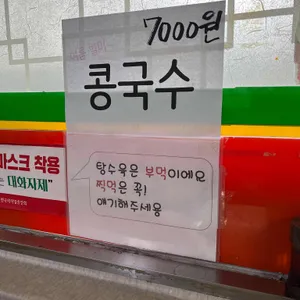 7000원
콩국수
탕수육은 부먹이에요
찍먹은 꼭!
얘기해주세용
마스크 착용
대화자제"